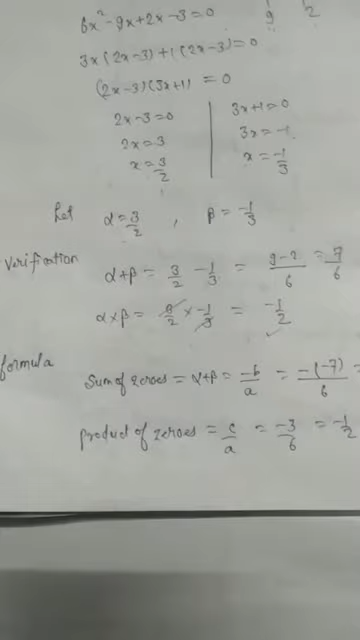 6x² - 9x + 2x - 3 = 0 9 2
3x (2x-3) + 1 (2x-3) = 0
(2x-3) (3x+1) = 0
2x-3=0 | 3x+1=0
2x=3 | 3x=-1
x=3/2 | x=-1/3
Let α=3/2 , β=-1/3
Verification
α+β = 3/2 - 1/3 = 9-2/6 = 7/6
α×β = 3/2 × -1/3 = -1/2
formula
Sum of zeroes = α+β = -b/a = -(-7)/6 =
product of zeroes = c/a = -3/6 = -1/2